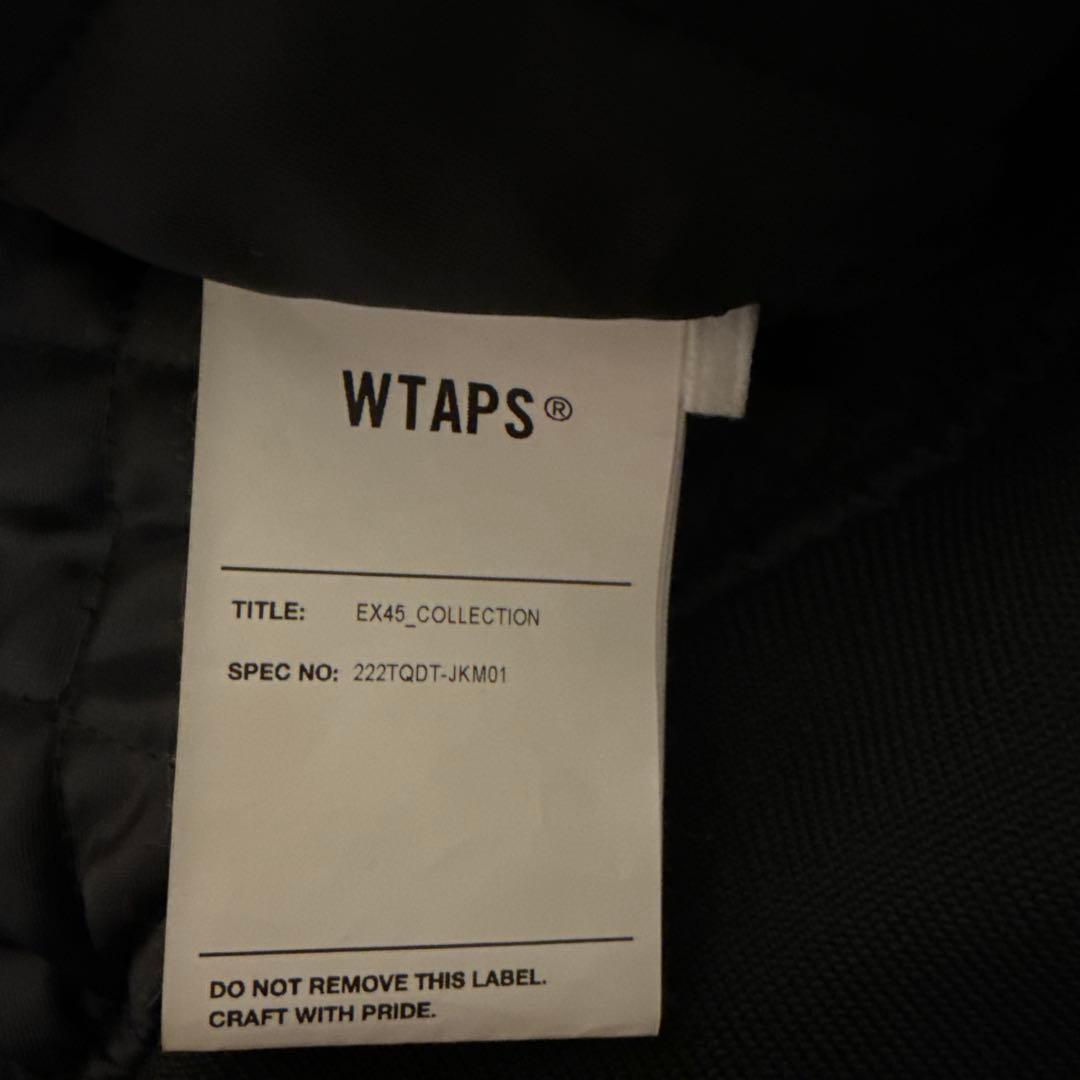 WTAPS®
TITLE: EX45_COLLECTION
SPEC NO: 222TQDT-JKM01
DO NOT REMOVE THIS LABEL.
CRAFT WITH PRIDE.